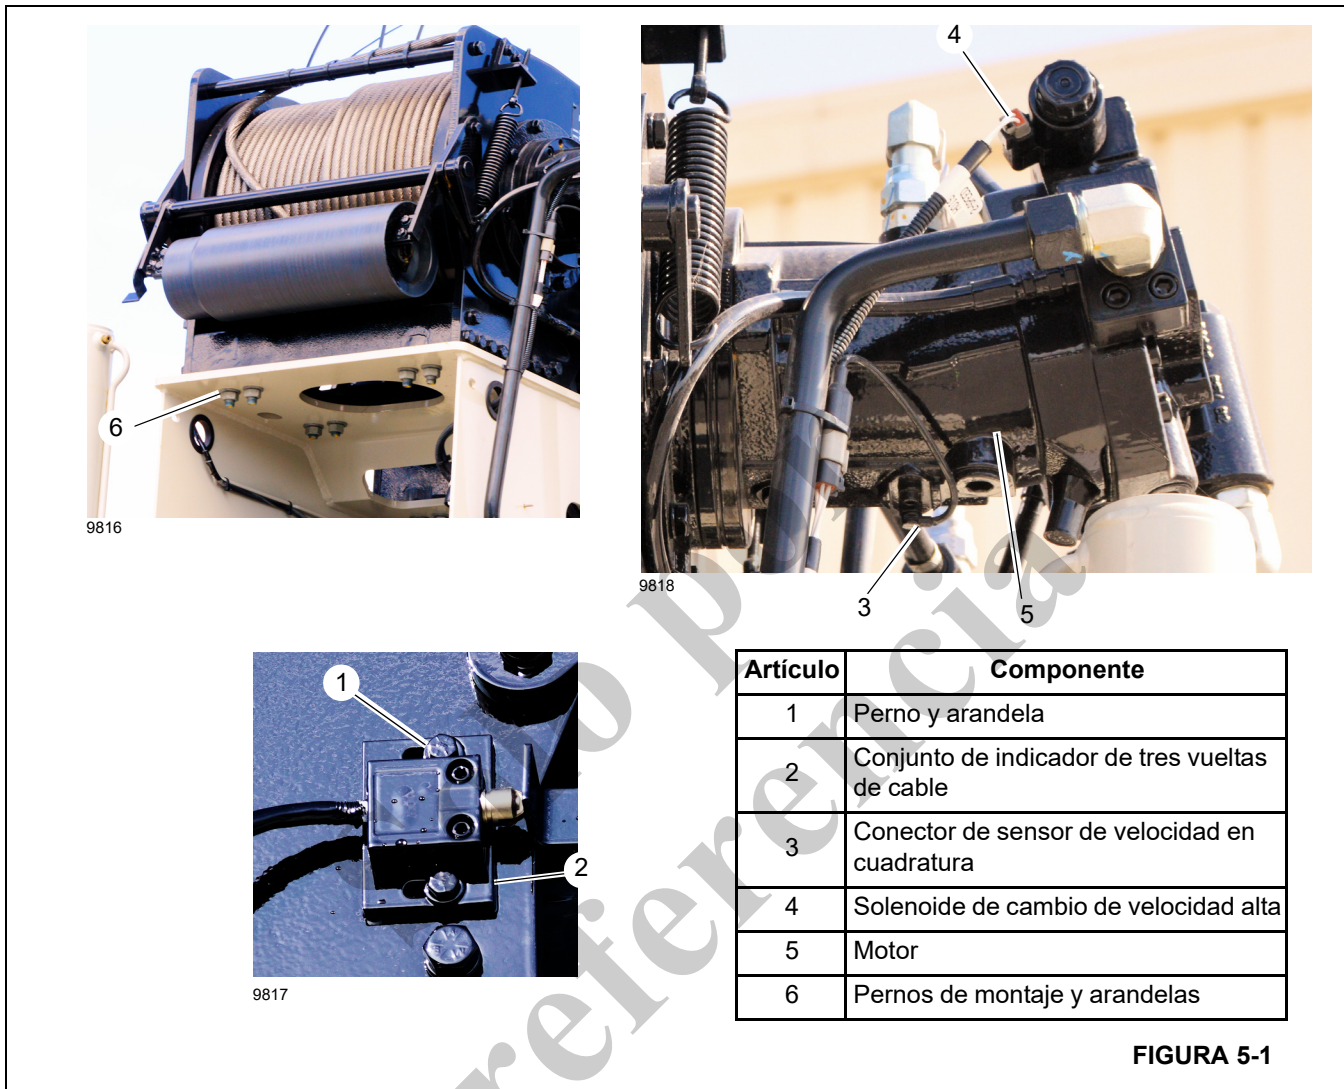 4
6
9816
9818
3
5
1
2
9817
Artículo Componente
1 Perno y arandela
2 Conjunto de indicador de tres vueltas
de cable
3 Conector de sensor de velocidad en
cuadratura
4 Solenoide de cambio de velocidad alta
5 Motor
6 Pernos de montaje y arandelas
FIGURA 5-1
referencia